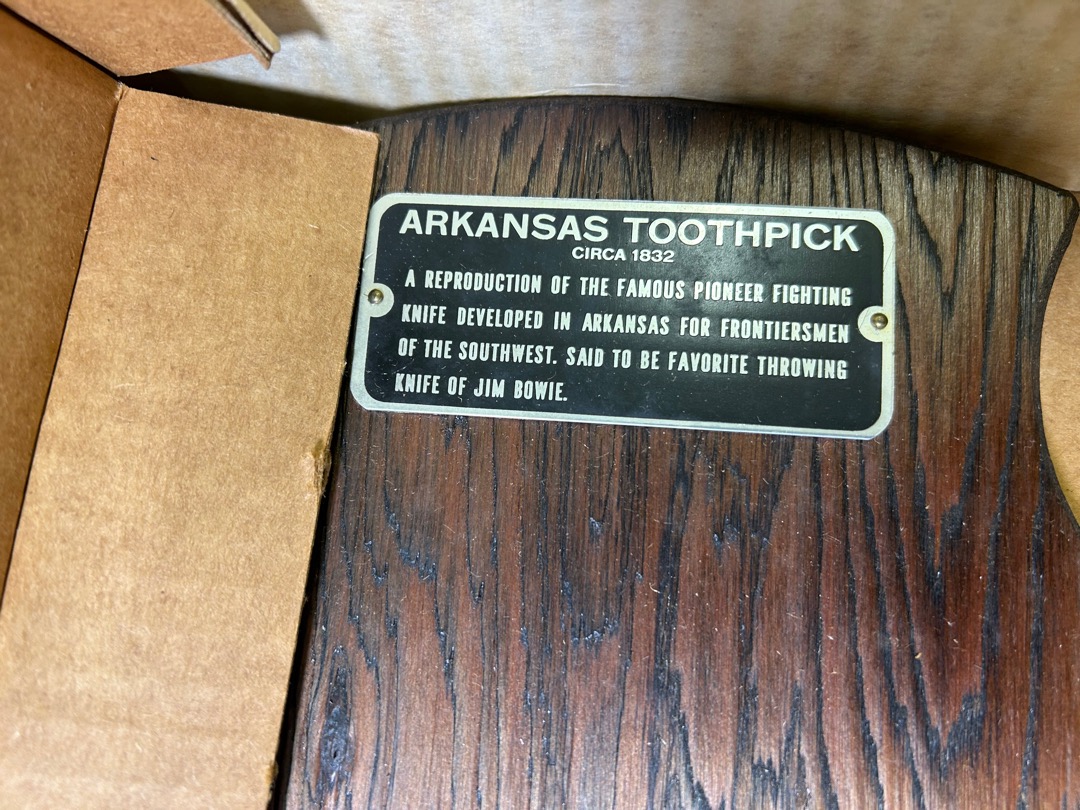 ARKANSAS TOOTHPICK
CIRCA 1832
A REPRODUCTION OF THE FAMOUS PIONEER FIGHTING
KNIFE DEVELOPED IN ARKANSAS FOR FRONTIERSMEN
OF THE SOUTHWEST. SAID TO BE FAVORITE THROWING
KNIFE OF JIM BOWIE.